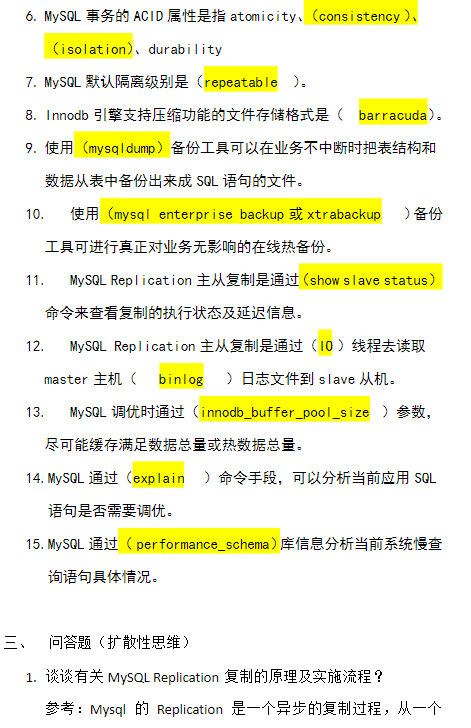 6. MySQL 事务的 ACID 属性是指 atomicity、（consistency）、
（isolation）、durability
7. MySQL 默认隔离级别是（repeatable ）。
8. Innodb 引擎支持压缩功能的文件存储格式是（ barracuda）。
9. 使用（mysqldump）备份工具可以在业务不中断时把表结构和
数据从表中备份出来成 SQL 语句的文件。
10. 使用（mysql enterprise backup 或 xtrabackup ）备份
工具可进行真正对业务无影响的在线热备份。
11. MySQL Replication 主从复制是通过（show slave status）
命令来查看复制的执行状态及延迟信息。
12. MySQL Replication 主从复制是通过（IO ）线程去读取
master 主机（ binlog ）日志文件到 slave 从机。
13. MySQL 调优时通过（innodb_buffer_pool_size ）参数，
尽可能缓存满足数据总量或热数据总量。
14. MySQL 通过（explain ）命令手段，可以分析当前应用 SQL
语句是否需要调优。
15. MySQL 通过（ performance_schema）库信息分析当前系统慢查
询语句具体情况。
三、 问答题（扩散性思维）
1. 谈谈有关 MySQL Replication 复制的原理及实施流程？
参考：Mysql 的 Replication 是一个异步的复制过程，从一个